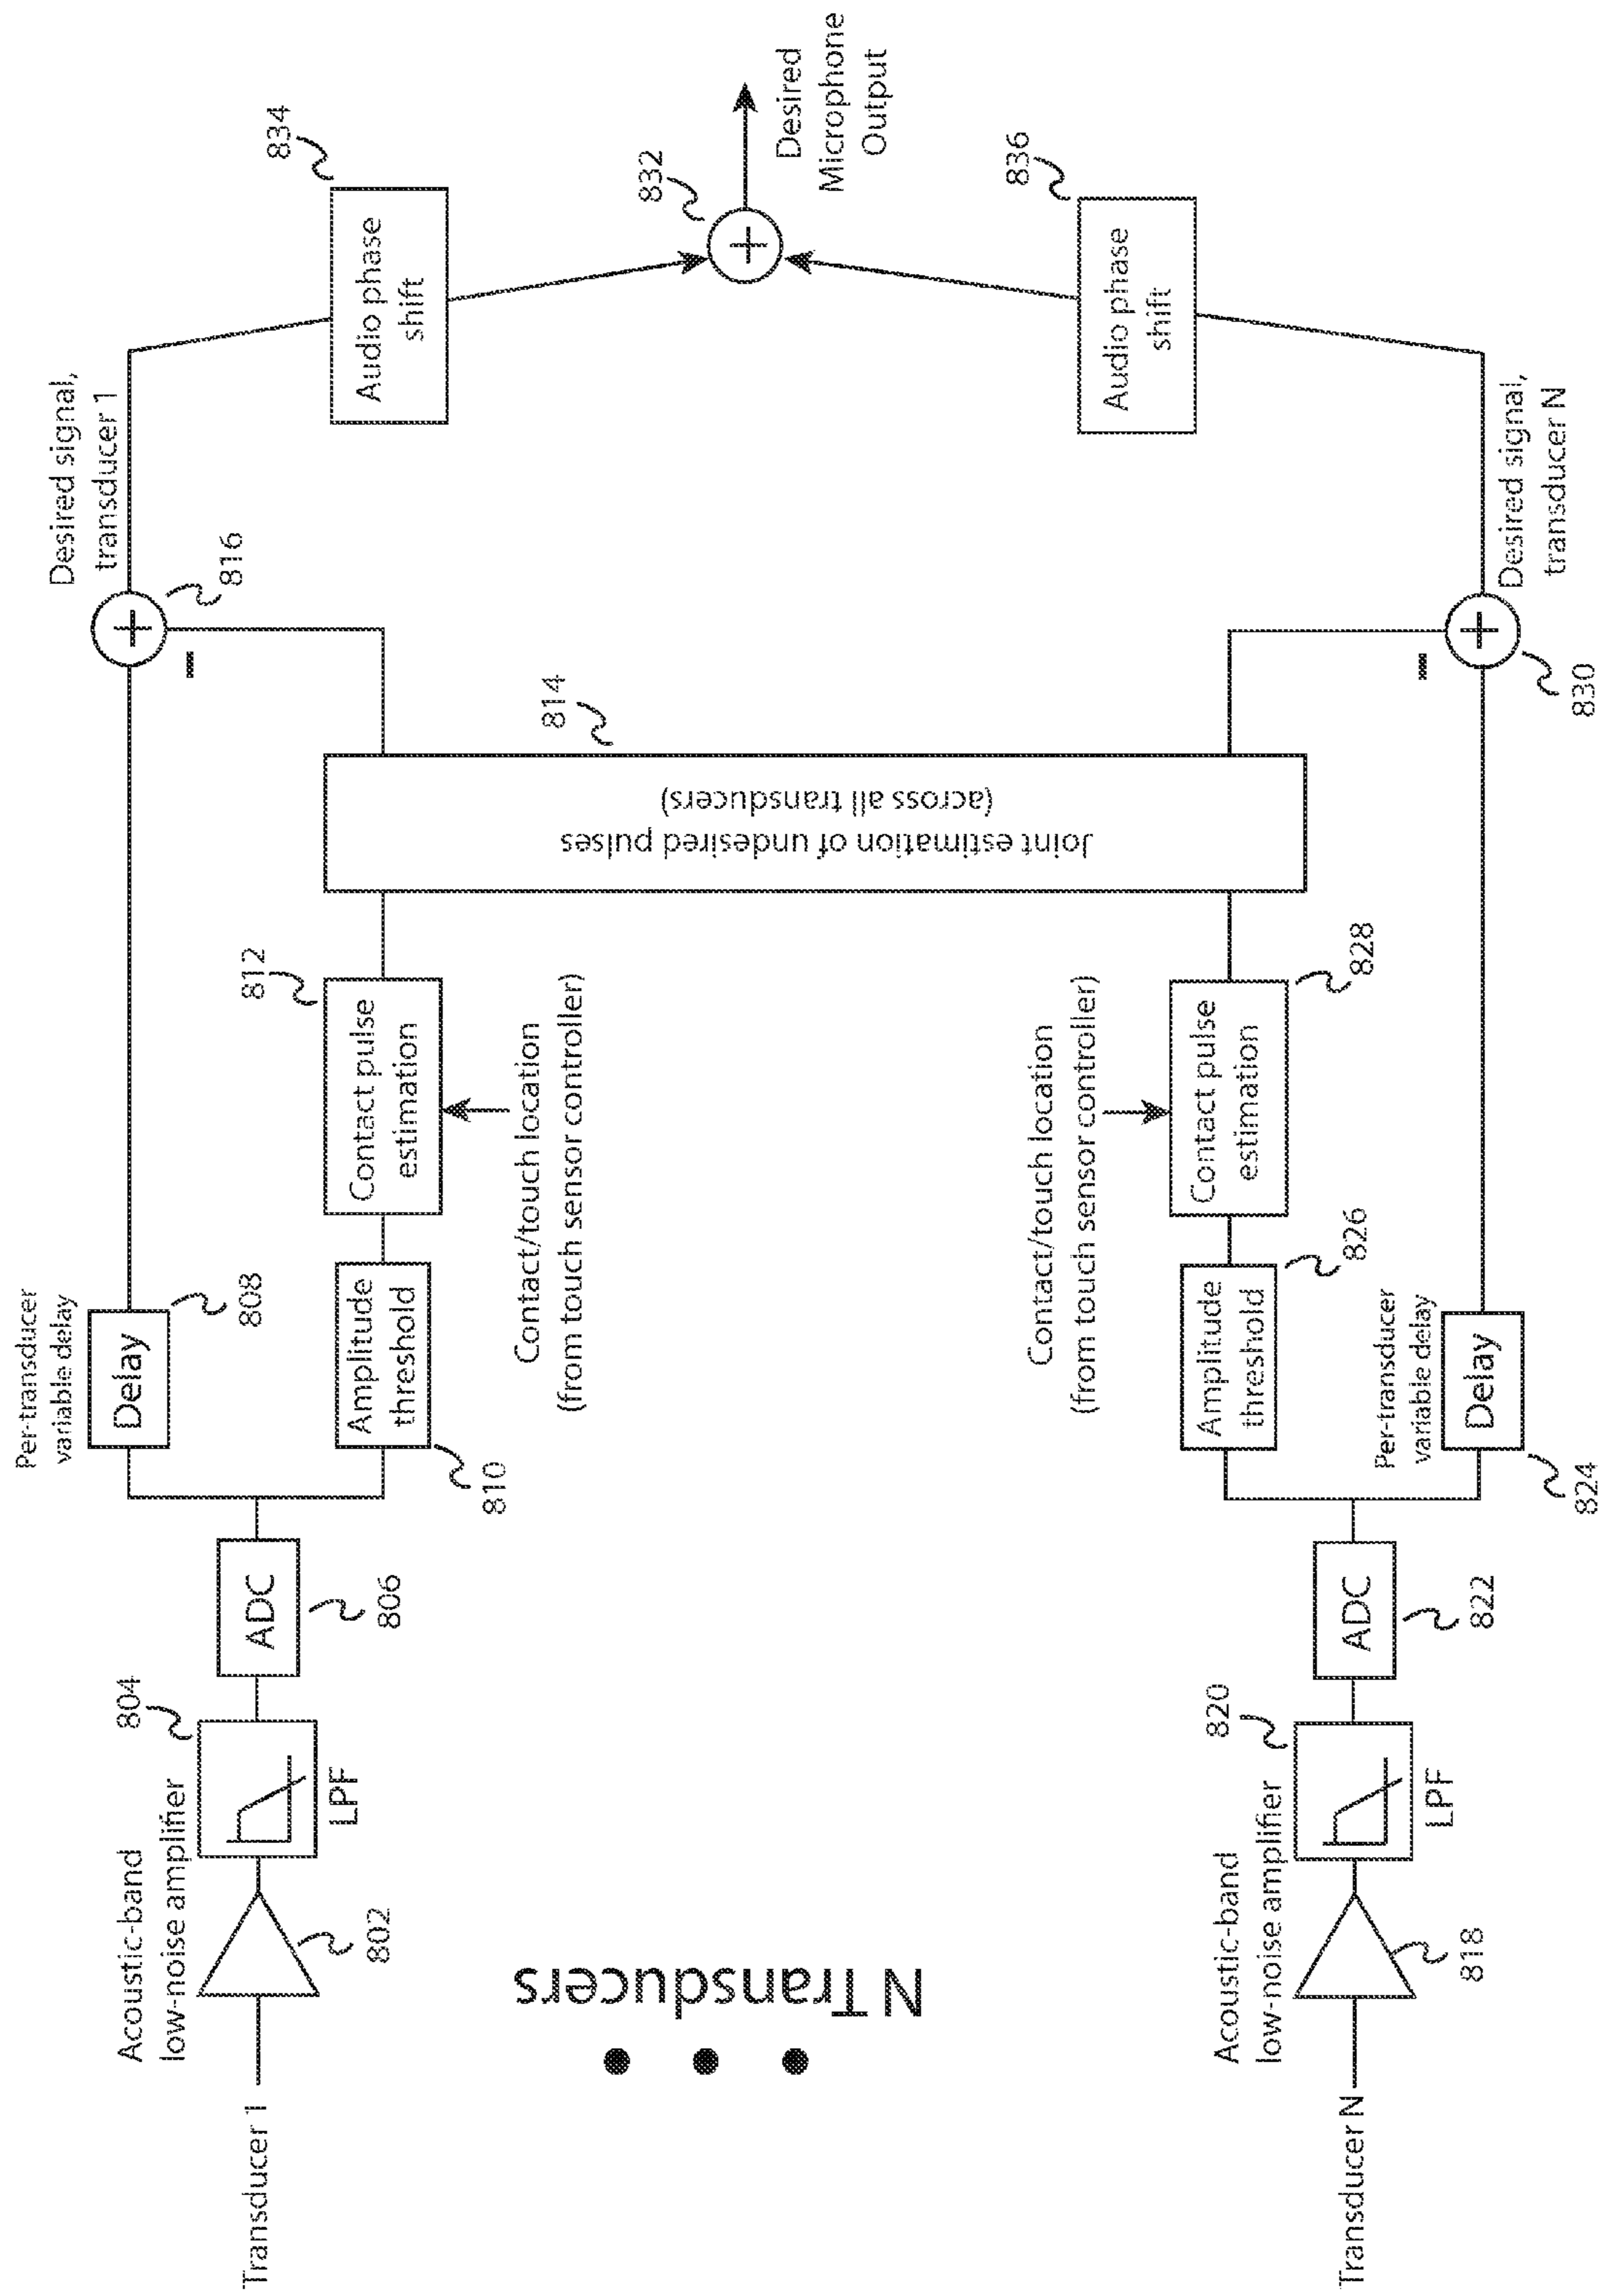 Transducer 1
Acoustic-band
low-noise amplifier
802
804
LPF
ADC
806
Per-transducer
variable delay
Delay
808
Amplitude
threshold
810
Contact pulse
estimation
812
Contact/touch location
(from touch sensor controller)
Joint estimation of undesired pulses
(across all transducers)
814
+
–
816
Desired signal,
transducer 1
Audio phase
shift
834
+
832
Desired
Microphone
Output
N Transducers
Transducer N
Acoustic-band
low-noise amplifier
818
820
LPF
ADC
822
Per-transducer
variable delay
Delay
824
Amplitude
threshold
826
Contact/touch location
(from touch sensor controller)
Contact pulse
estimation
828
+
–
830
Desired signal,
transducer N
Audio phase
shift
836